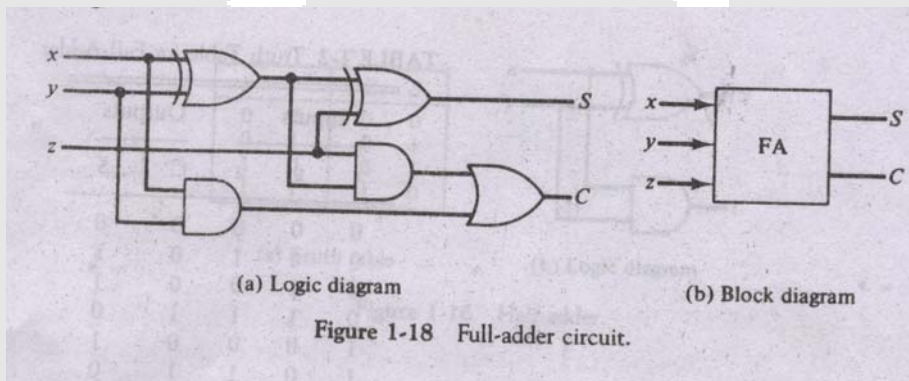 x
y
z
S
C
x
y
z
FA
S
C
(a) Logic diagram
(b) Block diagram
Figure 1-18 Full-adder circuit.